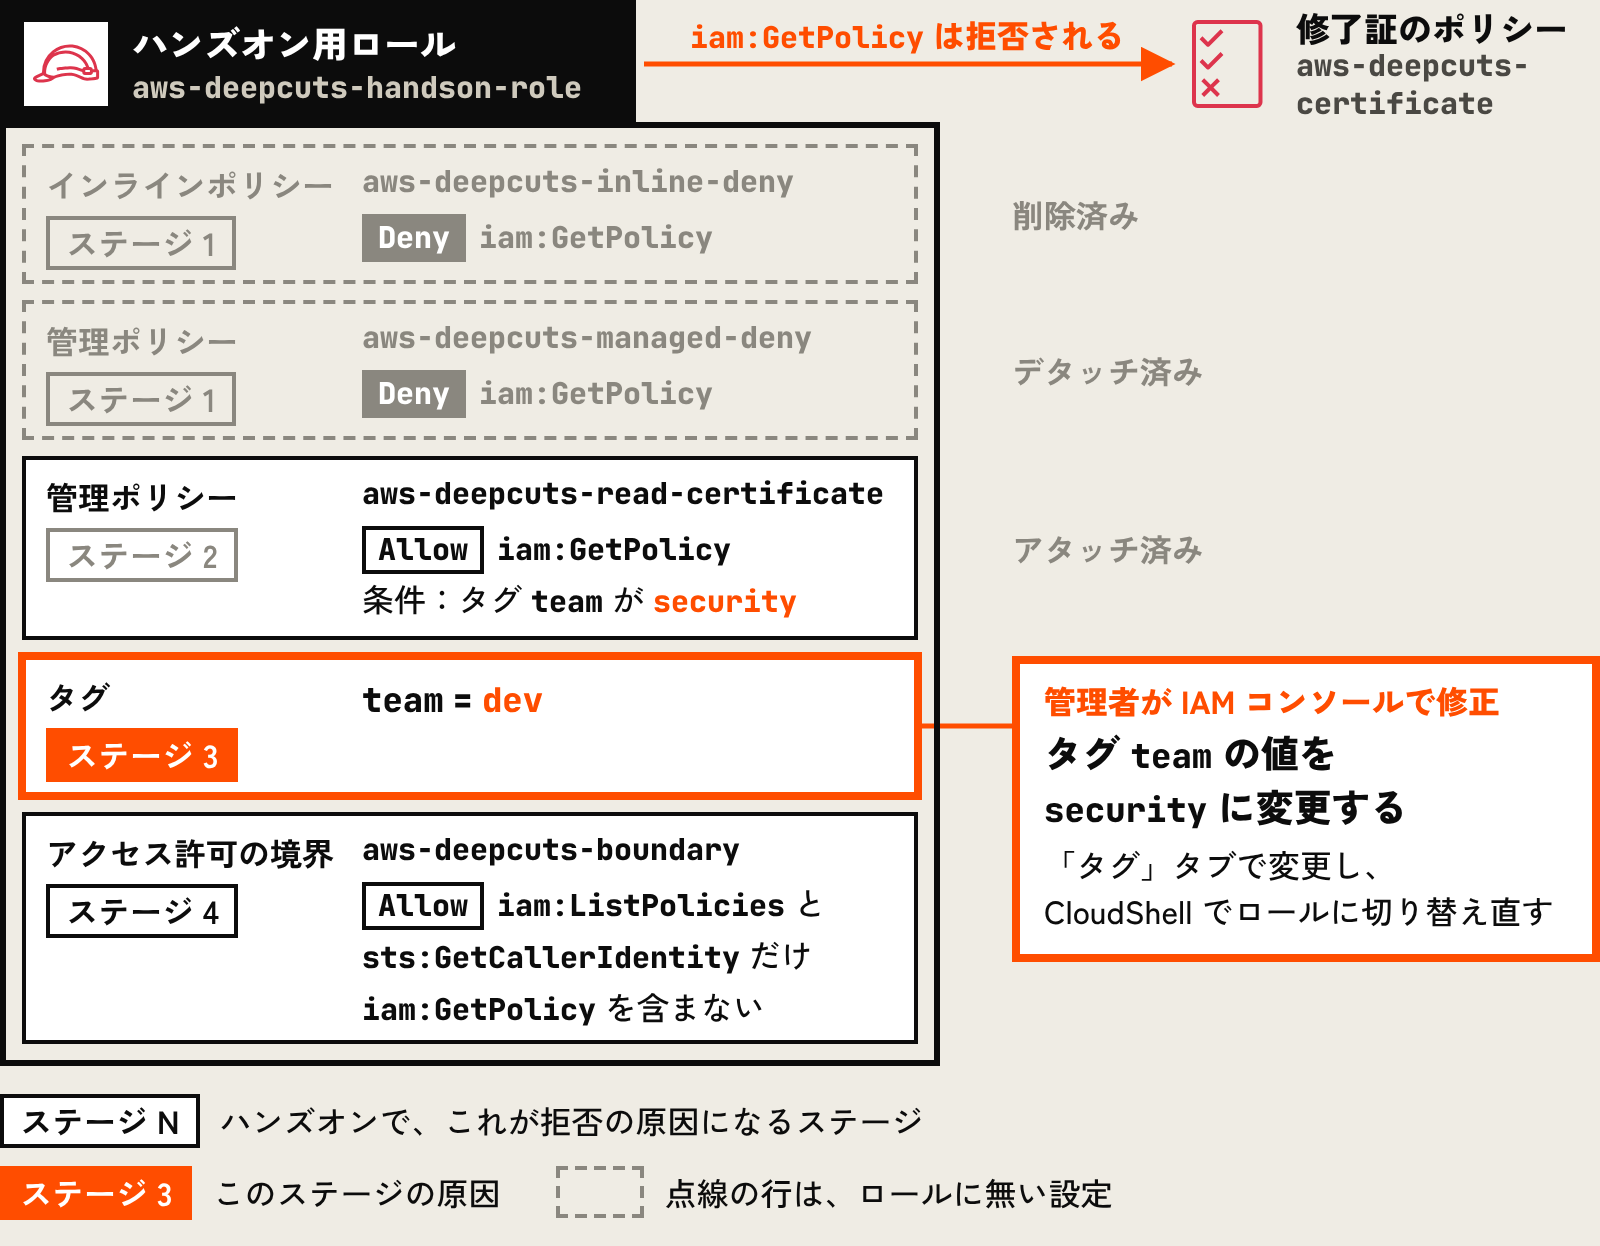 ハンズオン用ロール
aws-deepcuts-handson-role
iam:GetPolicy は拒否される
修了証のポリシー
aws-deepcuts-
certificate
インラインポリシー
ステージ 1
aws-deepcuts-inline-deny
Deny iam:GetPolicy
削除済み
管理ポリシー
ステージ 1
aws-deepcuts-managed-deny
Deny iam:GetPolicy
デタッチ済み
管理ポリシー
ステージ 2
aws-deepcuts-read-certificate
Allow iam:GetPolicy
条件：タグ team が security
アタッチ済み
タグ
ステージ 3
team = dev
管理者が IAM コンソールで修正
タグ team の値を
security に変更する
「タグ」タブで変更し、
CloudShell でロールに切り替え直す
アクセス許可の境界
ステージ 4
aws-deepcuts-boundary
Allow iam:ListPolicies と
sts:GetCallerIdentity だけ
iam:GetPolicy を含まない
ステージ N ハンズオンで、これが拒否の原因になるステージ
ステージ 3 このステージの原因 点線の行は、ロールに無い設定